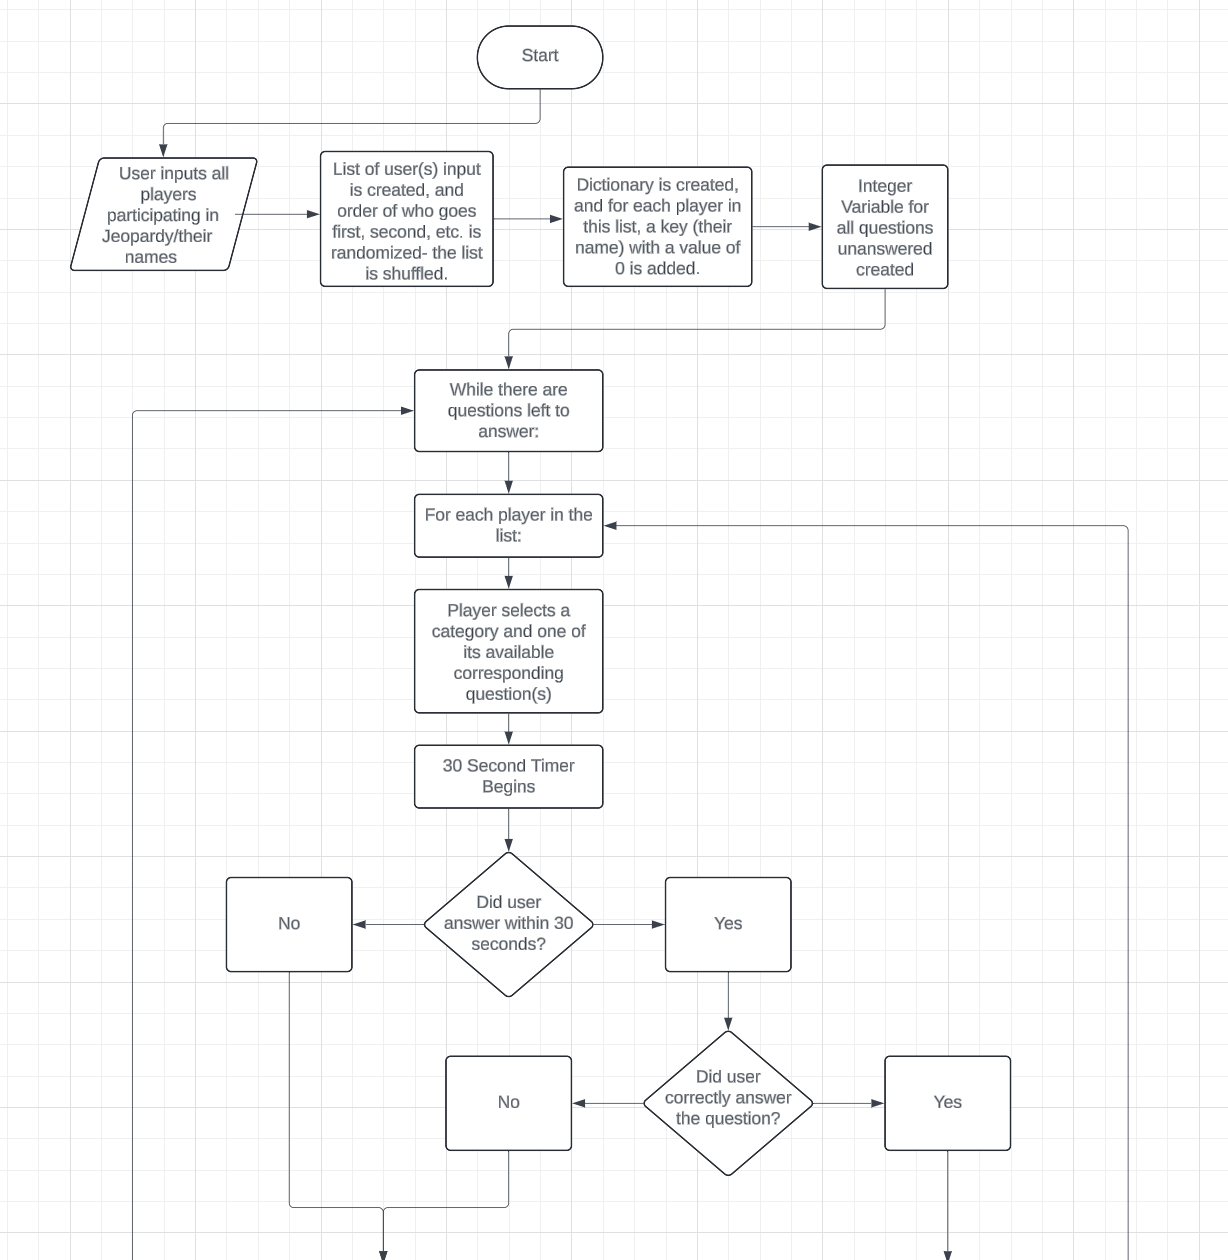 Start
User inputs all
players
participating in
Jeopardy/their
names
List of user(s) input
is created, and
order of who goes
first, second, etc. is
randomized- the list
is shuffled.
Dictionary is created,
and for each player in
this list, a key (their
name) with a value of
0 is added.
Integer
Variable for
all questions
unanswered
created
While there are
questions left to
answer:
For each player in the
list:
Player selects a
category and one of
its available
corresponding
question(s)
30 Second Timer
Begins
Did user
answer within 30
seconds?
No
Yes
Did user
correctly answer
the question?
No
Yes